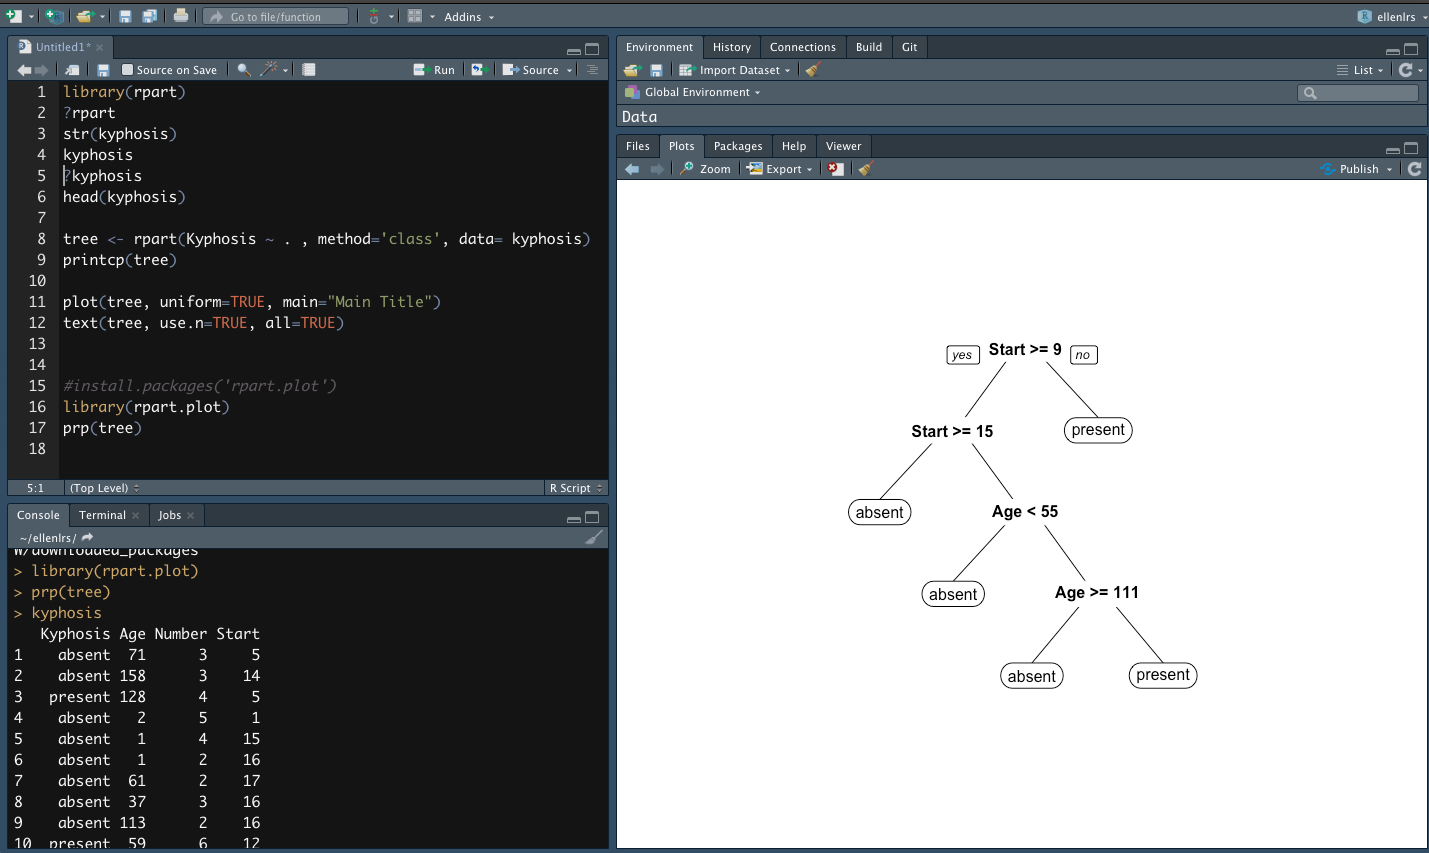 Go to file/function
Addins
ellenlrs
Untitled1*
Source on Save
Run
Source
1 library(rpart)
2 ?rpart
3 str(kyphosis)
4 kyphosis
5 ?kyphosis
6 head(kyphosis)
7
8 tree <- rpart(Kyphosis ~ . , method='class', data= kyphosis)
9 printcp(tree)
10
11 plot(tree, uniform=TRUE, main="Main Title")
12 text(tree, use.n=TRUE, all=TRUE)
13
14
15 #install.packages('rpart.plot')
16 library(rpart.plot)
17 prp(tree)
18
5:1 (Top Level) R Script
Console Terminal Jobs
~/ellenlrs/
W/downloaded_packages
> library(rpart.plot)
> prp(tree)
> kyphosis
Kyphosis Age Number Start
1 absent 71 3 5
2 absent 158 3 14
3 present 128 4 5
4 absent 2 5 1
5 absent 1 4 15
6 absent 1 2 16
7 absent 61 2 17
8 absent 37 3 16
9 absent 113 2 16
10 present 59 6 12
Environment History Connections Build Git
Import Dataset
List
Global Environment
Data
Files Plots Packages Help Viewer
Zoom Export Publish
yes Start >= 9 no
Start >= 15 present
absent Age < 55
absent Age >= 111
absent present